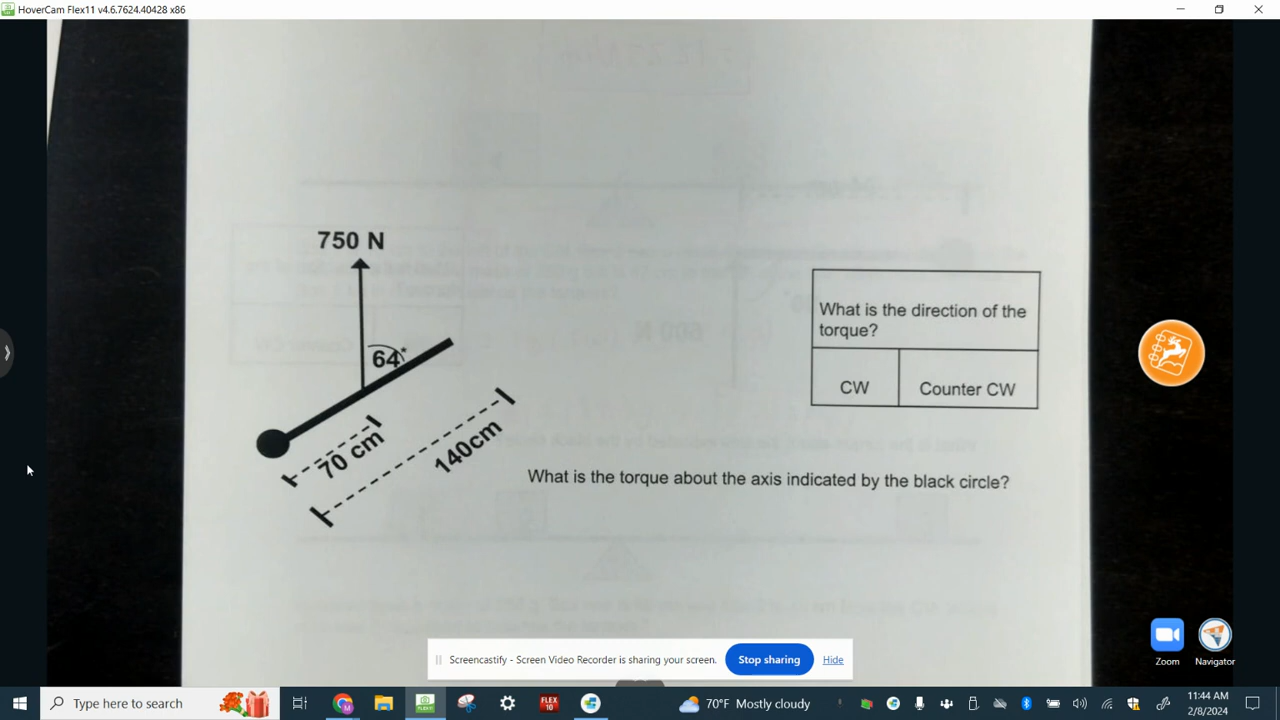 HoverCam Flex11 v4.6.7624.40428 x86
750 N
64°
70 cm
140cm
What is the direction of the
torque?
CW
Counter CW
What is the torque about the axis indicated by the black circle?
Screencastify - Screen Video Recorder is sharing your screen.
Stop sharing
Hide
Zoom
Navigator
Type here to search
FLEX
10
70°F Mostly cloudy
11:44 AM
2/8/2024